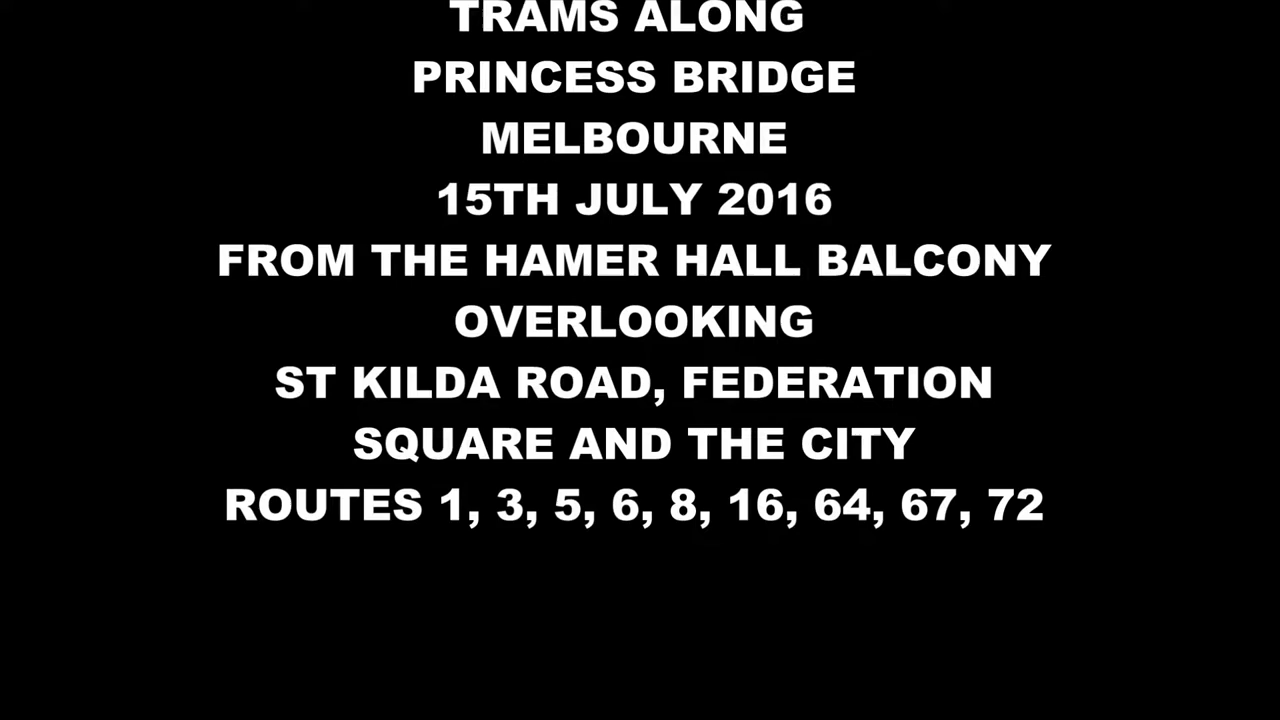 TRAMS ALONG
PRINCESS BRIDGE
MELBOURNE
15TH JULY 2016
FROM THE HAMER HALL BALCONY
OVERLOOKING
ST KILDA ROAD, FEDERATION
SQUARE AND THE CITY
ROUTES 1, 3, 5, 6, 8, 16, 64, 67, 72